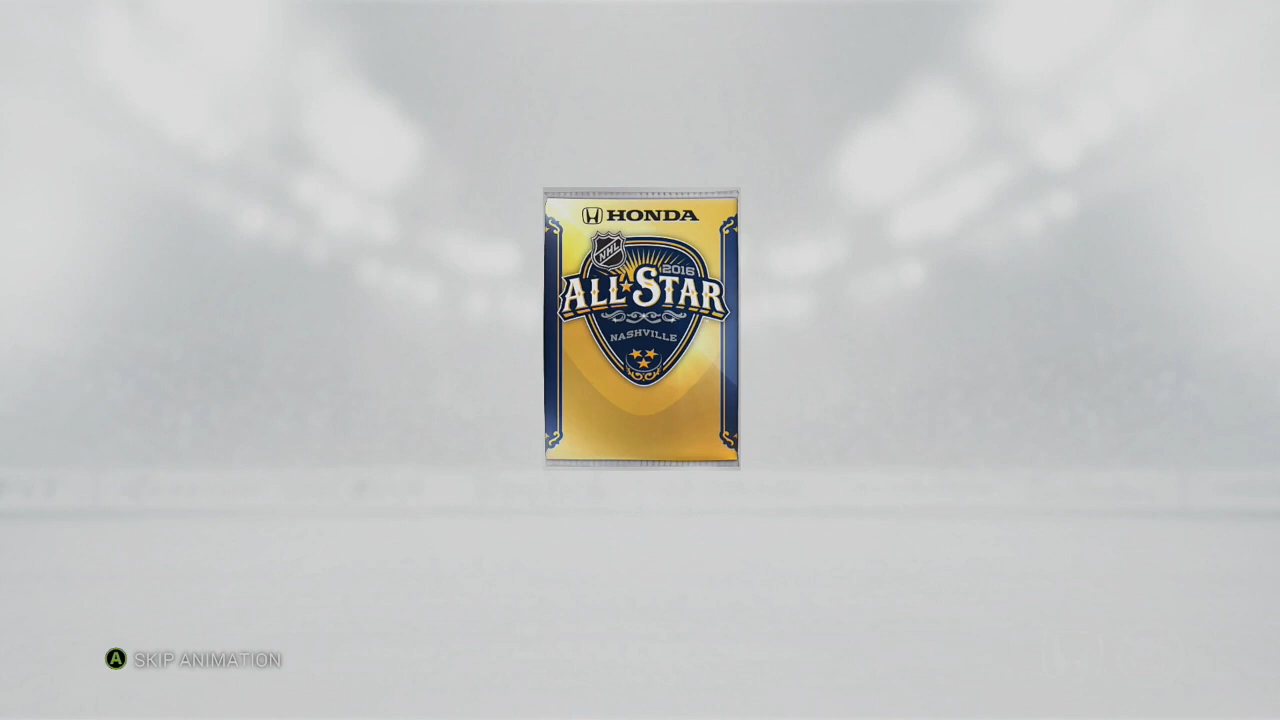 HONDA
NHL
2016
ALL★STAR
NASHVILLE
A SKIP ANIMATION